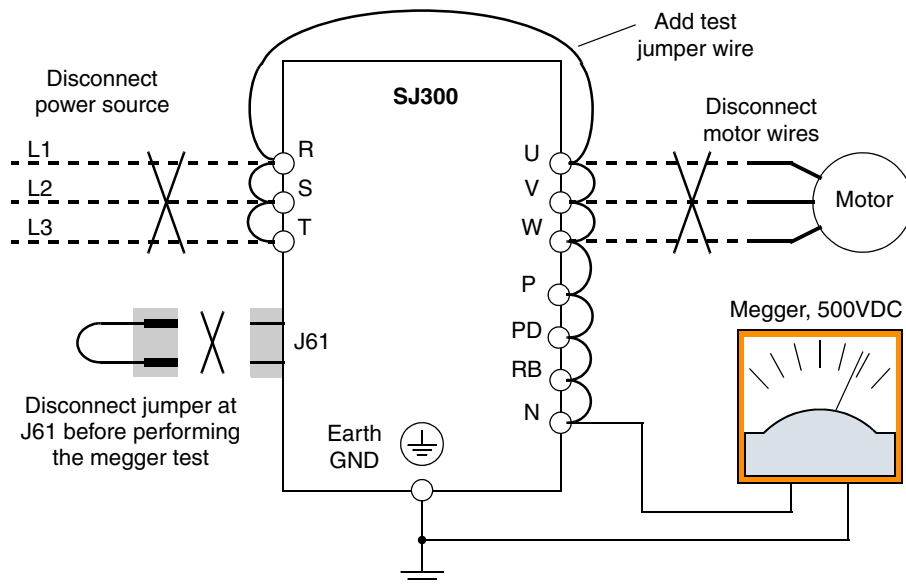 Add test
jumper wire
Disconnect
power source
SJ300
Disconnect
motor wires
L1
R
U
L2
S
V
Motor
L3
T
W
P
Megger, 500VDC
PD
J61
RB
Disconnect jumper at
J61 before performing
the megger test
N
Earth
GND